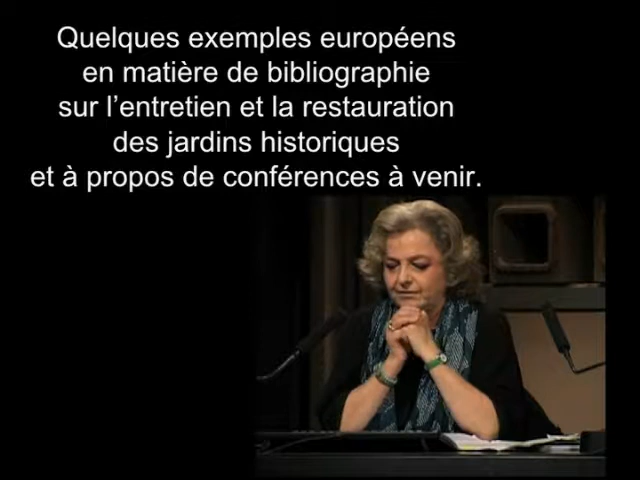 Quelques exemples européens
en matière de bibliographie
sur l’entretien et la restauration
des jardins historiques
et à propos de conférences à venir.